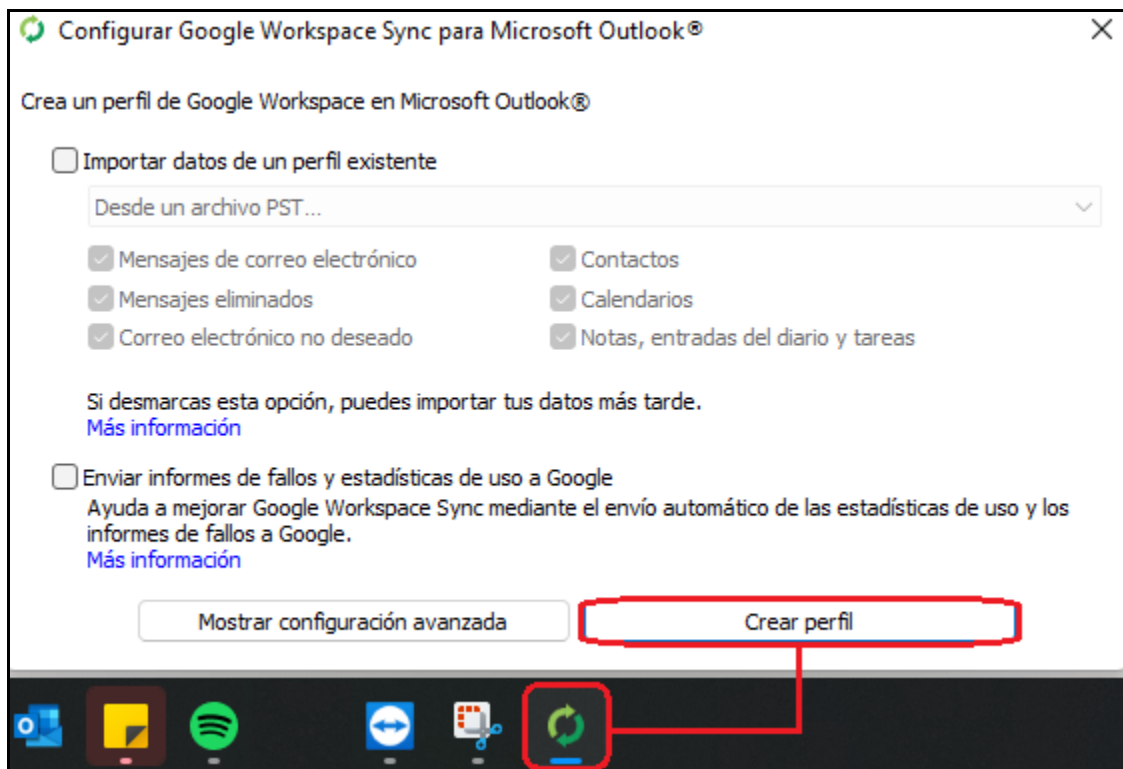 Configurar Google Workspace Sync para Microsoft Outlook®
Crea un perfil de Google Workspace en Microsoft Outlook®
Importar datos de un perfil existente
Desde un archivo PST...
Mensajes de correo electrónico
Contactos
Mensajes eliminados
Calendarios
Correo electrónico no deseado
Notas, entradas del diario y tareas
Si desmarcas esta opción, puedes importar tus datos más tarde.
Más información
Enviar informes de fallos y estadísticas de uso a Google
Ayuda a mejorar Google Workspace Sync mediante el envío automático de las estadísticas de uso y los
informes de fallos a Google.
Más información
Mostrar configuración avanzada
Crear perfil